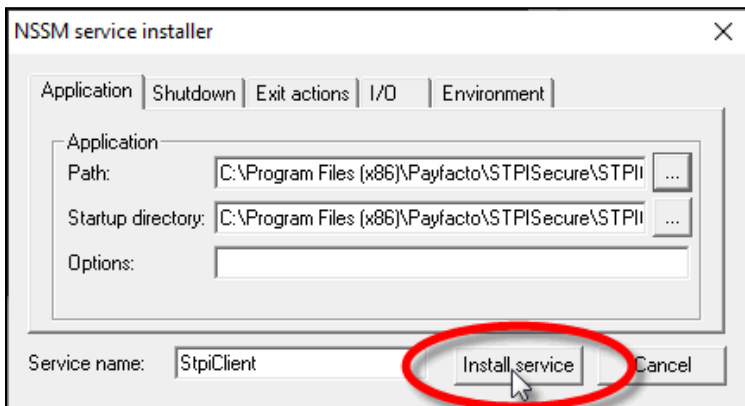 NSSM service installer
Application Shutdown Exit actions I/O Environment
Application
Path: C:\Program Files (x86)\Payfacto\STPISecure\STPI ...
Startup directory: C:\Program Files (x86)\Payfacto\STPISecure\STPI ...
Options:
Service name: StpiClient Install service Cancel